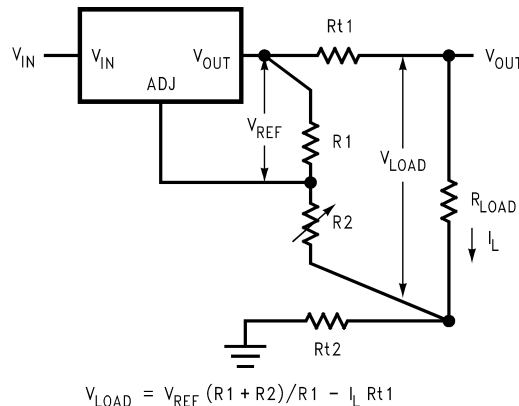 Rt1
V_IN
V_IN
V_OUT
V_OUT
ADJ
V_REF
R1
V_LOAD
R2
R_LOAD
I_L
Rt2
V_LOAD = V_REF (R1 + R2)/R1 − I_L Rt1